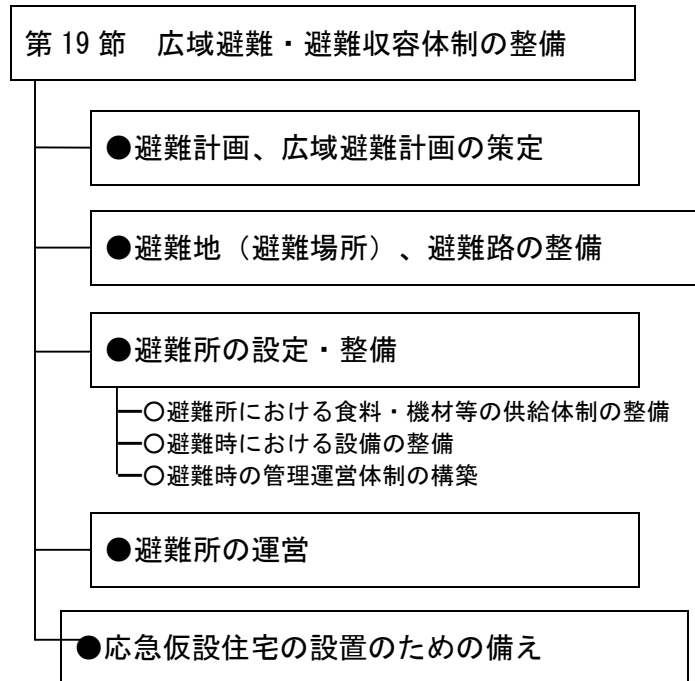 第 19 節　広域避難・避難収容体制の整備
●避難計画、広域避難計画の策定
●避難地（避難場所）、避難路の整備
●避難所の設定・整備
○避難所における食料・機材等の供給体制の整備
○避難時における設備の整備
○避難時の管理運営体制の構築
●避難所の運営
●応急仮設住宅の設置のための備え